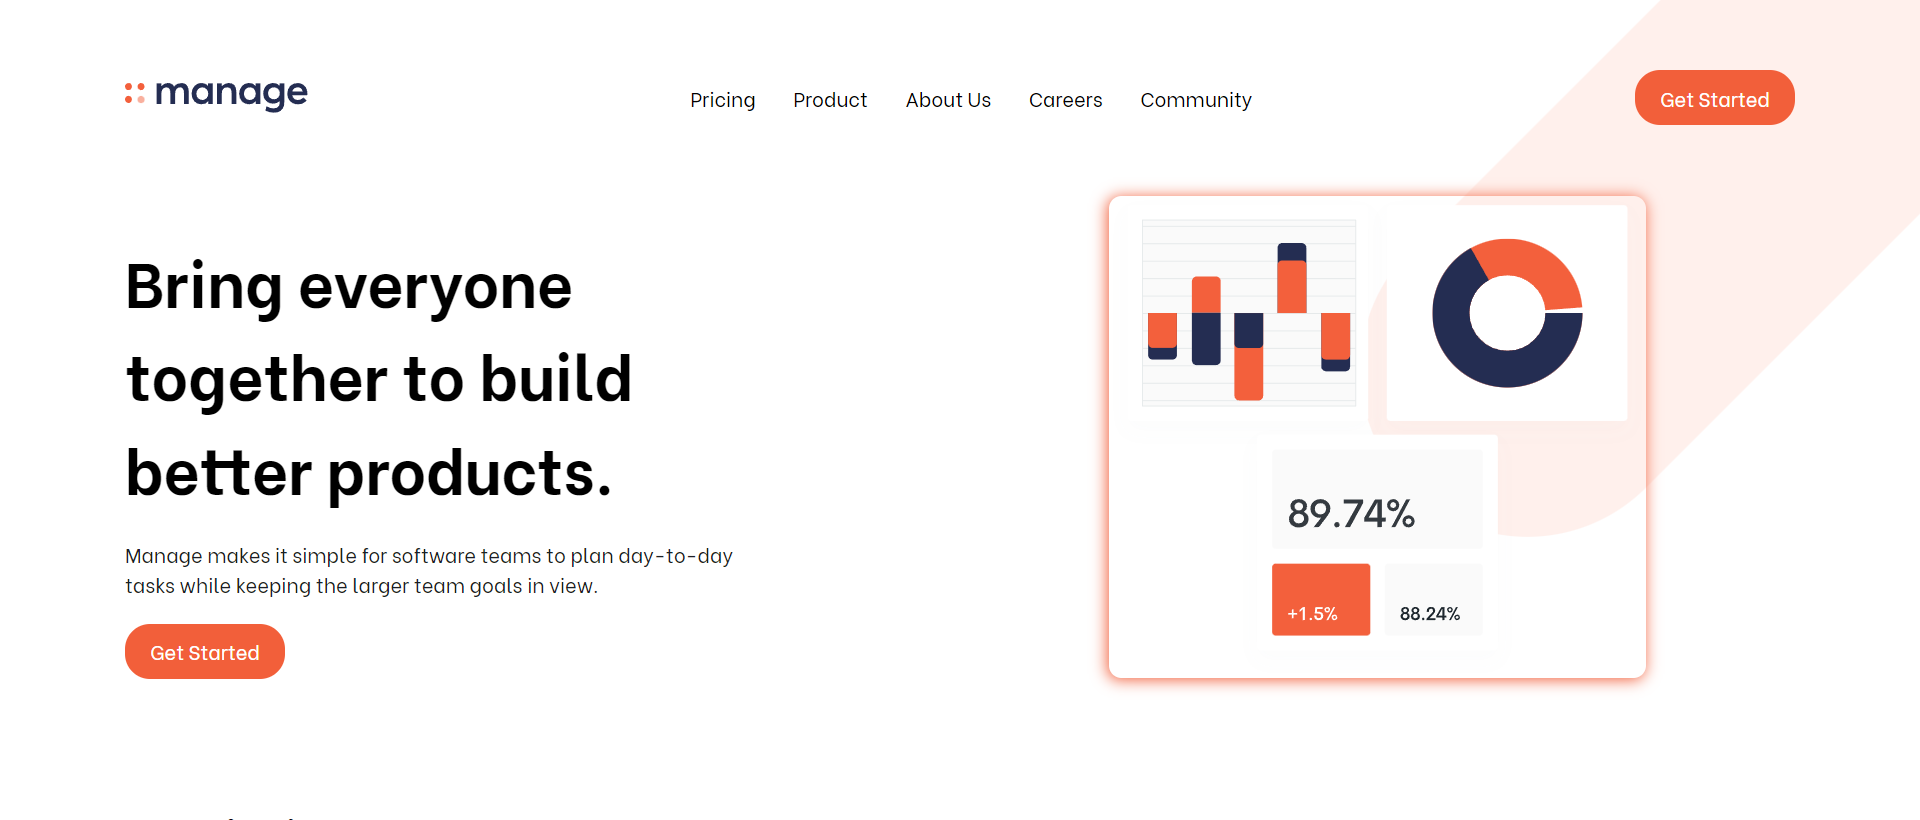 manage
Pricing
Product
About Us
Careers
Community
Get Started
Bring everyone
together to build
better products.
Manage makes it simple for software teams to plan day-to-day
tasks while keeping the larger team goals in view.
Get Started
89.74%
+1.5%
88.24%